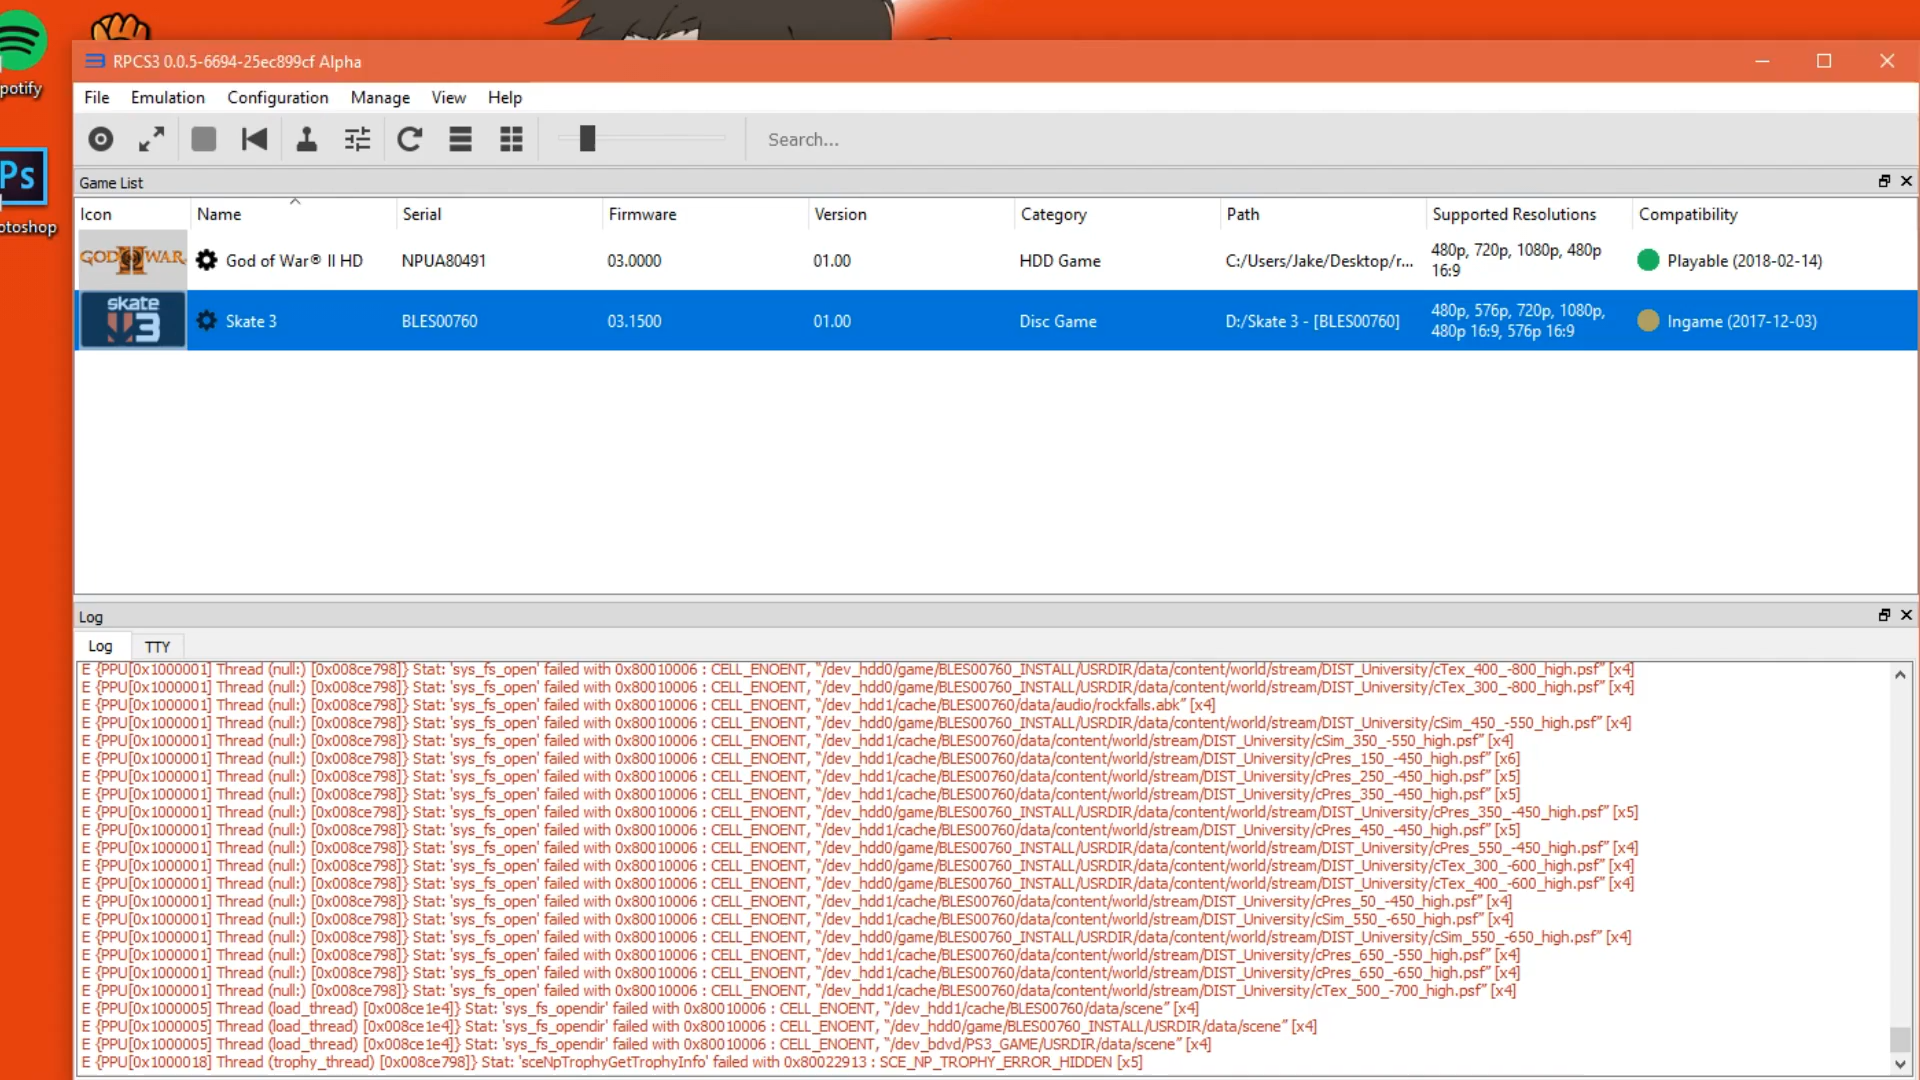 potify
Ps
otoshop
RPCS3 0.0.5-6694-25ec899cf Alpha
File Emulation Configuration Manage View Help
Search...
Game List
Icon Name Serial Firmware Version Category Path Supported Resolutions Compatibility
GOD OF WAR II God of War® II HD NPUA80491 03.0000 01.00 HDD Game C:/Users/Jake/Desktop/r... 480p, 720p, 1080p, 480p Playable (2018-02-14)
16:9
skate 3 Skate 3 BLES00760 03.1500 01.00 Disc Game D:/Skate 3 - [BLES00760] 480p, 576p, 720p, 1080p, Ingame (2017-12-03)
480p 16:9, 576p 16:9
Log
Log TTY
E {PPU[0x1000001] Thread (null:) [0x008ce798]} Stat: 'sys_fs_open' failed with 0x80010006 : CELL_ENOENT, “/dev_hdd0/game/BLES00760_INSTALL/USRDIR/data/content/world/stream/DIST_University/cTex_400_-800_high.psf” [x4]
E {PPU[0x1000001] Thread (null:) [0x008ce798]} Stat: 'sys_fs_open' failed with 0x80010006 : CELL_ENOENT, “/dev_hdd0/game/BLES00760_INSTALL/USRDIR/data/content/world/stream/DIST_University/cTex_300_-800_high.psf” [x4]
E {PPU[0x1000001] Thread (null:) [0x008ce798]} Stat: 'sys_fs_open' failed with 0x80010006 : CELL_ENOENT, “/dev_hdd1/cache/BLES00760/data/audio/rockfalls.abk” [x4]
E {PPU[0x1000001] Thread (null:) [0x008ce798]} Stat: 'sys_fs_open' failed with 0x80010006 : CELL_ENOENT, “/dev_hdd0/game/BLES00760_INSTALL/USRDIR/data/content/world/stream/DIST_University/cSim_450_-550_high.psf” [x4]
E {PPU[0x1000001] Thread (null:) [0x008ce798]} Stat: 'sys_fs_open' failed with 0x80010006 : CELL_ENOENT, “/dev_hdd1/cache/BLES00760/data/content/world/stream/DIST_University/cSim_350_-550_high.psf” [x4]
E {PPU[0x1000001] Thread (null:) [0x008ce798]} Stat: 'sys_fs_open' failed with 0x80010006 : CELL_ENOENT, “/dev_hdd1/cache/BLES00760/data/content/world/stream/DIST_University/cPres_150_-450_high.psf” [x6]
E {PPU[0x1000001] Thread (null:) [0x008ce798]} Stat: 'sys_fs_open' failed with 0x80010006 : CELL_ENOENT, “/dev_hdd1/cache/BLES00760/data/content/world/stream/DIST_University/cPres_250_-450_high.psf” [x5]
E {PPU[0x1000001] Thread (null:) [0x008ce798]} Stat: 'sys_fs_open' failed with 0x80010006 : CELL_ENOENT, “/dev_hdd1/cache/BLES00760/data/content/world/stream/DIST_University/cPres_350_-450_high.psf” [x5]
E {PPU[0x1000001] Thread (null:) [0x008ce798]} Stat: 'sys_fs_open' failed with 0x80010006 : CELL_ENOENT, “/dev_hdd0/game/BLES00760_INSTALL/USRDIR/data/content/world/stream/DIST_University/cPres_350_-450_high.psf” [x5]
E {PPU[0x1000001] Thread (null:) [0x008ce798]} Stat: 'sys_fs_open' failed with 0x80010006 : CELL_ENOENT, “/dev_hdd1/cache/BLES00760/data/content/world/stream/DIST_University/cPres_450_-450_high.psf” [x5]
E {PPU[0x1000001] Thread (null:) [0x008ce798]} Stat: 'sys_fs_open' failed with 0x80010006 : CELL_ENOENT, “/dev_hdd0/game/BLES00760_INSTALL/USRDIR/data/content/world/stream/DIST_University/cPres_550_-450_high.psf” [x4]
E {PPU[0x1000001] Thread (null:) [0x008ce798]} Stat: 'sys_fs_open' failed with 0x80010006 : CELL_ENOENT, “/dev_hdd0/game/BLES00760_INSTALL/USRDIR/data/content/world/stream/DIST_University/cTex_300_-600_high.psf” [x4]
E {PPU[0x1000001] Thread (null:) [0x008ce798]} Stat: 'sys_fs_open' failed with 0x80010006 : CELL_ENOENT, “/dev_hdd0/game/BLES00760_INSTALL/USRDIR/data/content/world/stream/DIST_University/cTex_400_-600_high.psf” [x4]
E {PPU[0x1000001] Thread (null:) [0x008ce798]} Stat: 'sys_fs_open' failed with 0x80010006 : CELL_ENOENT, “/dev_hdd1/cache/BLES00760/data/content/world/stream/DIST_University/cPres_50_-450_high.psf” [x4]
E {PPU[0x1000001] Thread (null:) [0x008ce798]} Stat: 'sys_fs_open' failed with 0x80010006 : CELL_ENOENT, “/dev_hdd1/cache/BLES00760/data/content/world/stream/DIST_University/cSim_550_-650_high.psf” [x4]
E {PPU[0x1000001] Thread (null:) [0x008ce798]} Stat: 'sys_fs_open' failed with 0x80010006 : CELL_ENOENT, “/dev_hdd0/game/BLES00760_INSTALL/USRDIR/data/content/world/stream/DIST_University/cSim_550_-650_high.psf” [x4]
E {PPU[0x1000001] Thread (null:) [0x008ce798]} Stat: 'sys_fs_open' failed with 0x80010006 : CELL_ENOENT, “/dev_hdd1/cache/BLES00760/data/content/world/stream/DIST_University/cPres_650_-550_high.psf” [x4]
E {PPU[0x1000001] Thread (null:) [0x008ce798]} Stat: 'sys_fs_open' failed with 0x80010006 : CELL_ENOENT, “/dev_hdd1/cache/BLES00760/data/content/world/stream/DIST_University/cPres_650_-650_high.psf” [x4]
E {PPU[0x1000001] Thread (null:) [0x008ce798]} Stat: 'sys_fs_open' failed with 0x80010006 : CELL_ENOENT, “/dev_hdd1/cache/BLES00760/data/content/world/stream/DIST_University/cTex_500_-700_high.psf” [x4]
E {PPU[0x1000005] Thread (load_thread) [0x008ce1e4]} Stat: 'sys_fs_opendir' failed with 0x80010006 : CELL_ENOENT, “/dev_hdd1/cache/BLES00760/data/scene” [x4]
E {PPU[0x1000005] Thread (load_thread) [0x008ce1e4]} Stat: 'sys_fs_opendir' failed with 0x80010006 : CELL_ENOENT, “/dev_hdd0/game/BLES00760_INSTALL/USRDIR/data/scene” [x4]
E {PPU[0x1000005] Thread (load_thread) [0x008ce1e4]} Stat: 'sys_fs_opendir' failed with 0x80010006 : CELL_ENOENT, “/dev_bdvd/PS3_GAME/USRDIR/data/scene” [x4]
E {PPU[0x1000018] Thread (trophy_thread) [0x008ce798]} Stat: 'sceNpTrophyGetTrophyInfo' failed with 0x80022913 : SCE_NP_TROPHY_ERROR_HIDDEN [x5]